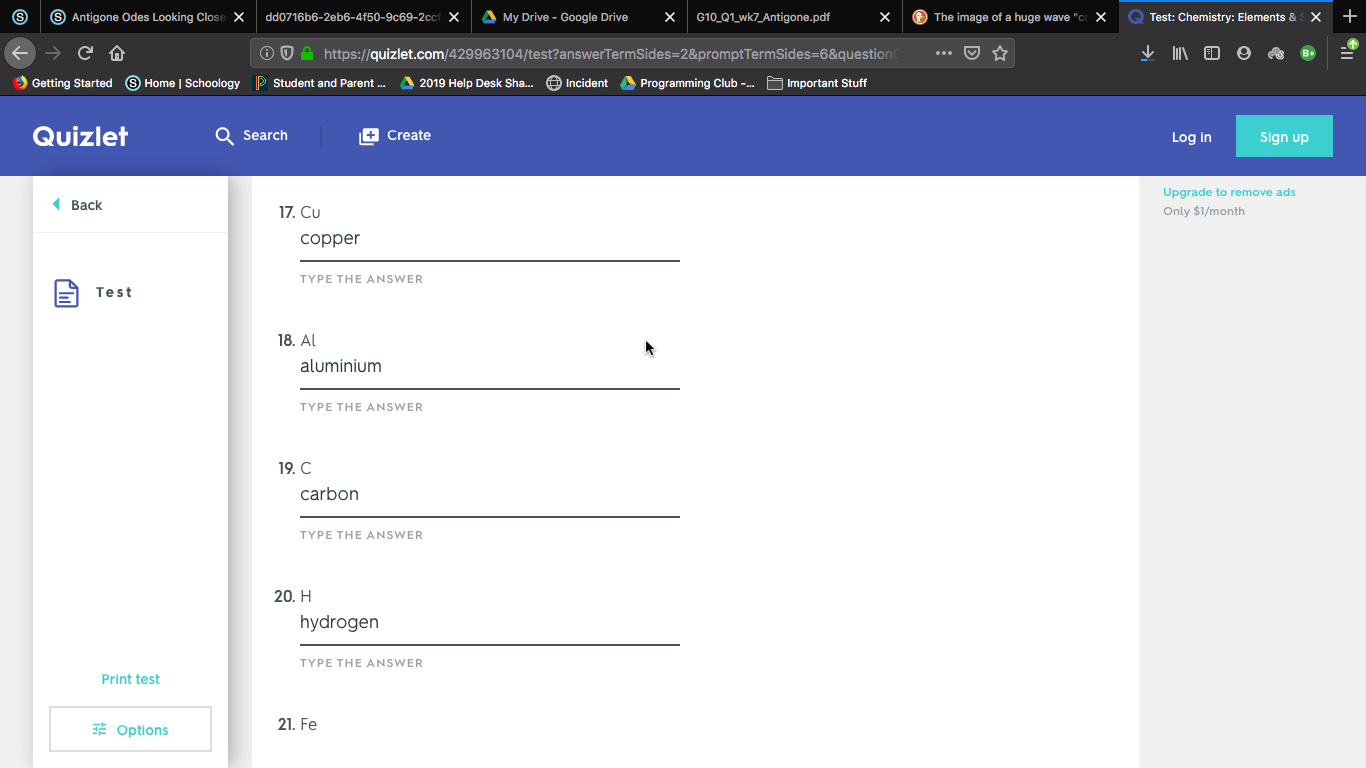 Antigone Odes Looking Close
dd0716b6-2eb6-4f50-9c69-2ccf
My Drive - Google Drive
G10_Q1_wk7_Antigone.pdf
The image of a huge wave "cr
Test: Chemistry: Elements & S
https://quizlet.com/429963104/test?answerTermSides=2&promptTermSides=6&question
Getting Started
Home | Schoology
Student and Parent ...
2019 Help Desk Sha...
Incident
Programming Club -...
Important Stuff
Quizlet
Search
Create
Log in
Sign up
Back
Test
Print test
Options
17. Cu
copper
TYPE THE ANSWER
18. Al
aluminium
TYPE THE ANSWER
19. C
carbon
TYPE THE ANSWER
20. H
hydrogen
TYPE THE ANSWER
21. Fe
Upgrade to remove ads
Only $1/month